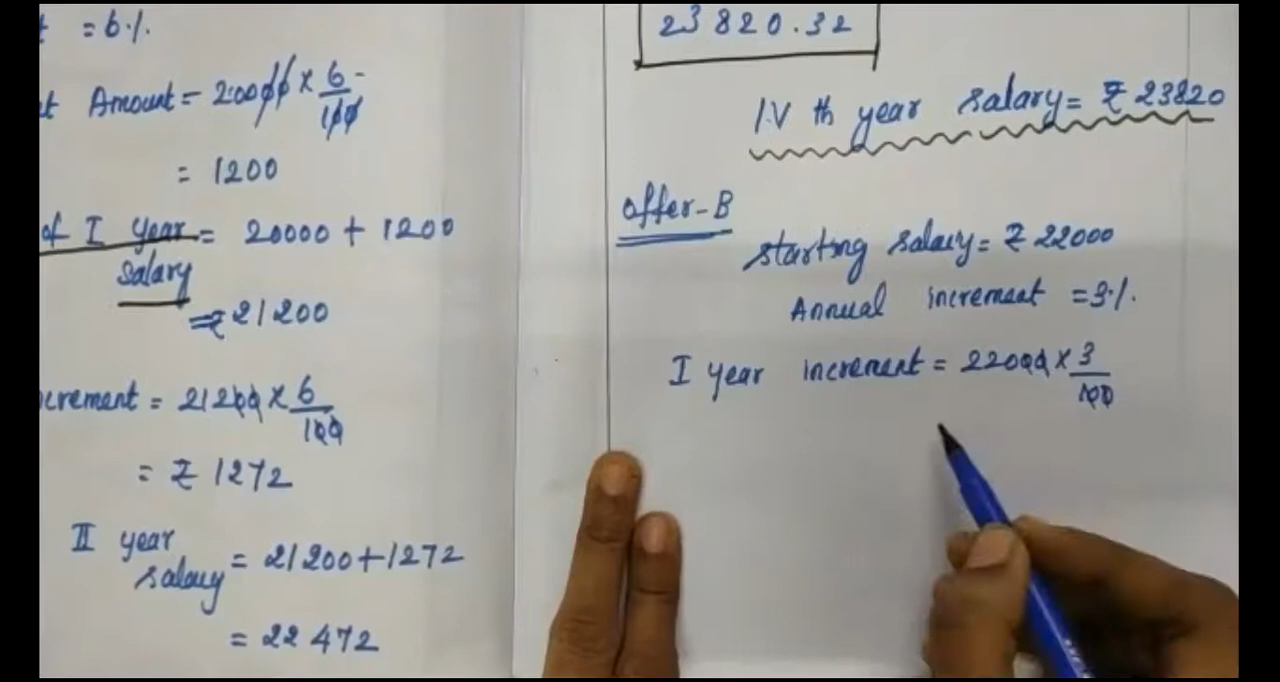 = 6%
Amount = 20000 × 6/100
= 1200
of I year = 20000 + 1200
salary
= ₹ 21200
crement = 21200 × 6/100
= ₹ 1272
II year
salary = 21200 + 1272
= 22472
23820.32
IV th year salary = ₹ 23820
Offer-B
Starting salary = ₹ 22000
Annual increment = 3%
I year increment = 22000 × 3/100